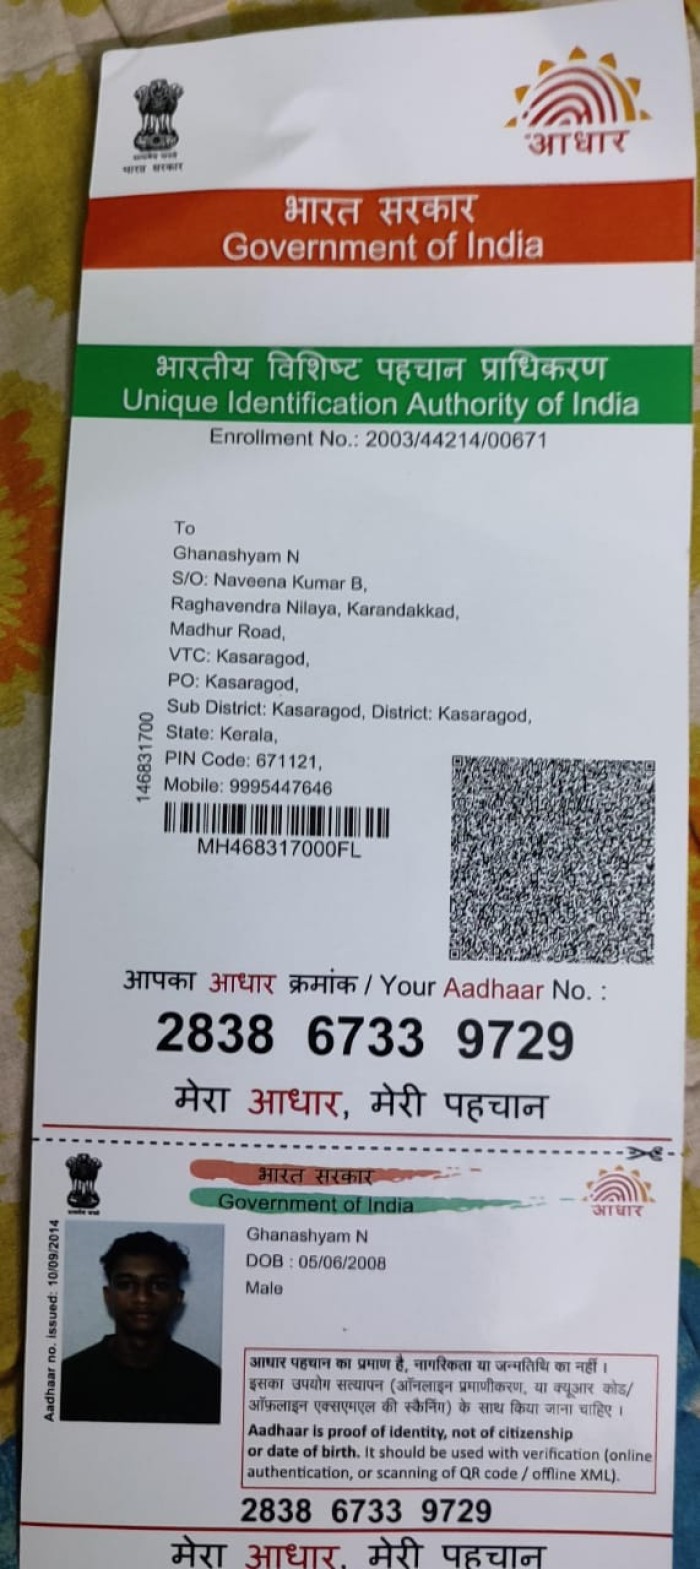 भारत सरकार
आधार
भारत सरकार
Government of India
भारतीय विशिष्ट पहचान प्राधिकरण
Unique Identification Authority of India
Enrollment No.: 2003/44214/00671
To
Ghanashyam N
S/O: Naveena Kumar B,
Raghavendra Nilaya, Karandakkad,
Madhur Road,
VTC: Kasaragod,
PO: Kasaragod,
Sub District: Kasaragod, District: Kasaragod,
State: Kerala,
PIN Code: 671121,
Mobile: 9995447646
146831700
MH468317000FL
आपका आधार क्रमांक / Your Aadhaar No. :
2838 6733 9729
मेरा आधार, मेरी पहचान
भारत सरकार
Government of India
आधार
Aadhaar no. issued: 10/09/2014
Ghanashyam N
DOB : 05/06/2008
Male
आधार पहचान का प्रमाण है, नागरिकता या जन्मतिथि का नहीं ।
इसका उपयोग सत्यापन (ऑनलाइन प्रमाणीकरण, या क्यूआर कोड/
ऑफ़लाइन एक्सएमएल की स्कैनिंग) के साथ किया जाना चाहिए ।
Aadhaar is proof of identity, not of citizenship
or date of birth. It should be used with verification (online
authentication, or scanning of QR code / offline XML).
2838 6733 9729
मेरा आधार, मेरी पहचान